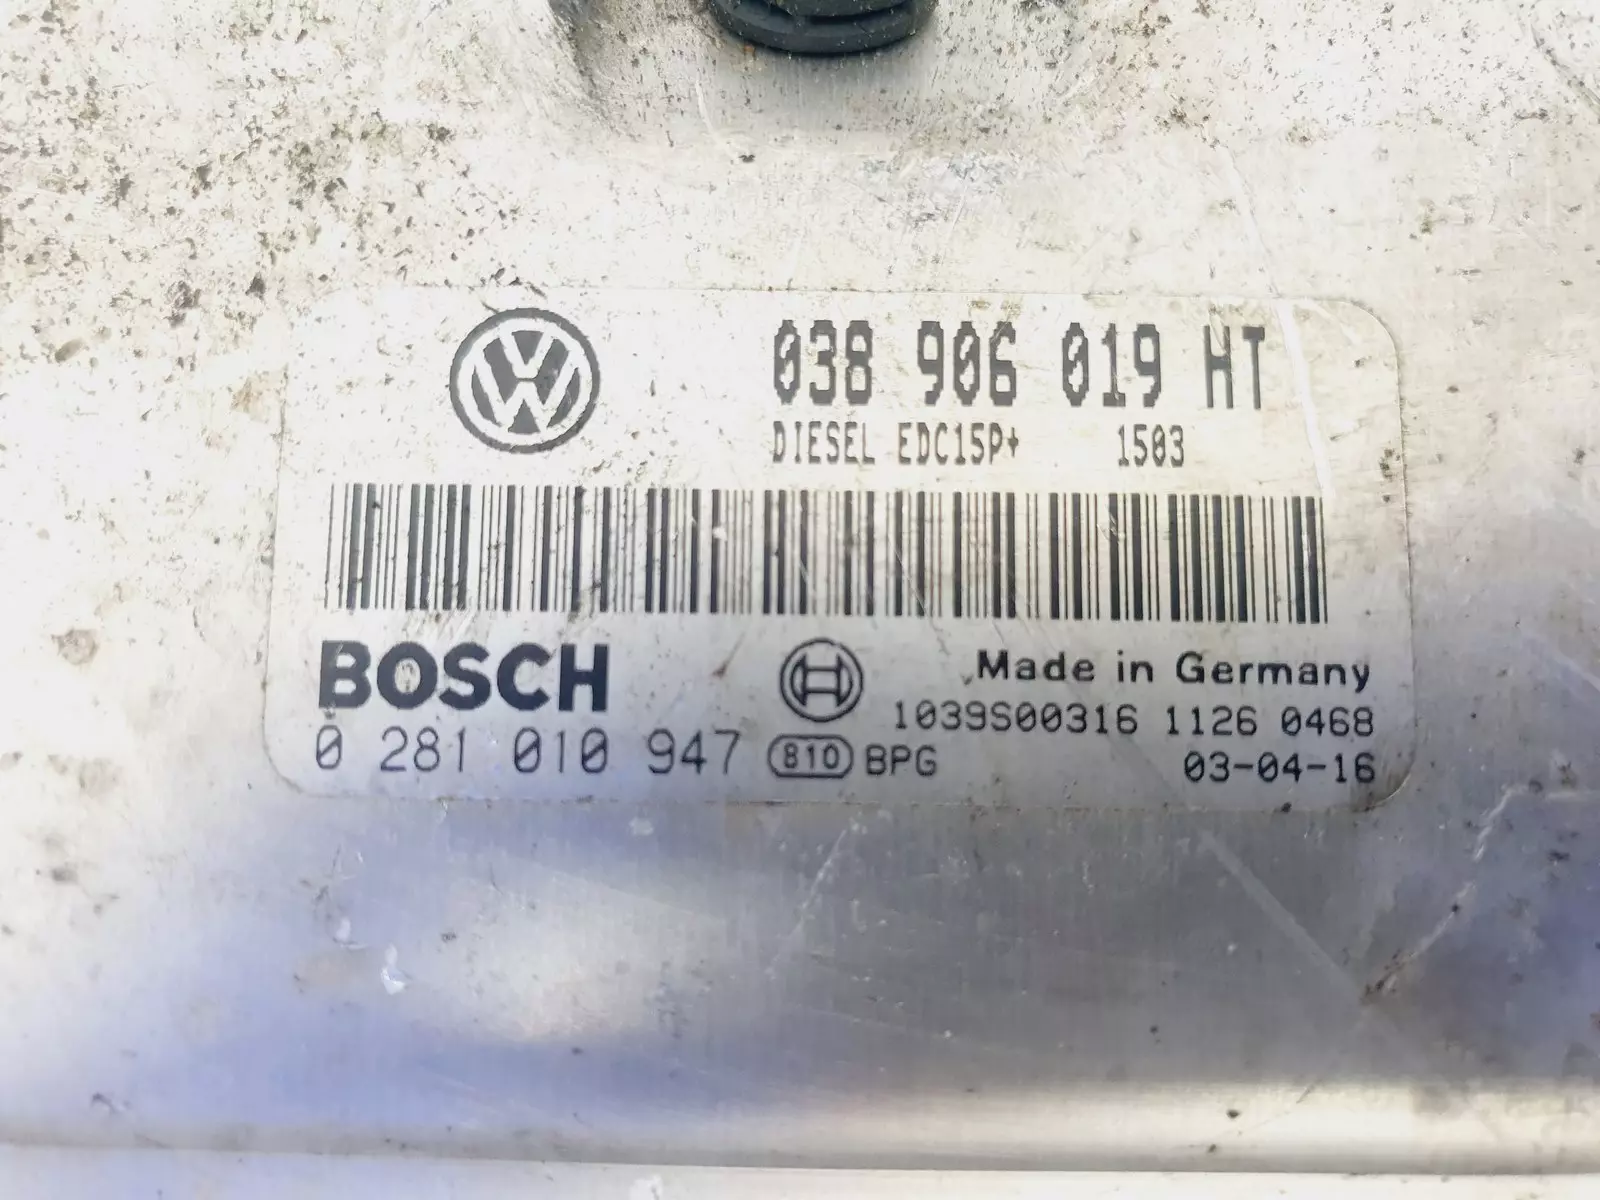 038 906 019 HT
DIESEL EDC15P+ 1503
BOSCH
Made in Germany
1039S00316 1126 0468
0 281 010 947 810 BPG
03-04-16